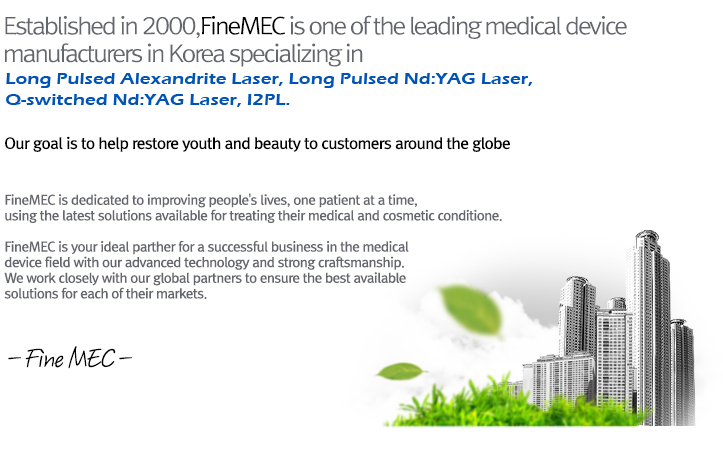 Established in 2000,FineMEC is one of the leading medical device
manufacturers in Korea specializing in
Long Pulsed Alexandrite Laser, Long Pulsed Nd:YAG Laser,
Q-switched Nd:YAG Laser, I2PL.
Our goal is to help restore youth and beauty to customers around the globe
FineMEC is dedicated to improving people's lives, one patient at a time,
using the latest solutions available for treating their medical and cosmetic conditione.
FineMEC is your ideal parther for a successful business in the medical
device field with our advanced technology and strong craftsmanship.
We work closely with our global partners to ensure the best available
solutions for each of their markets.
– Fine MEC –